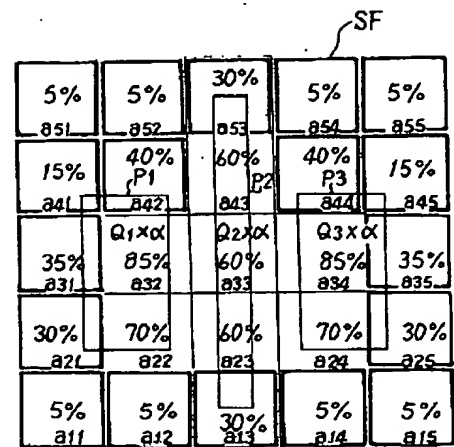 SF
5% 5% 30% 5% 5%
a51 a52 a53 a54 a55
15% 40% 60% 40% 15%
P1 P2 P3
a41 a42 a43 a44 a45
Q1×α Q2×α Q3×α
35% 85% 60% 85% 35%
a31 a32 a33 a34 a35
30% 70% 60% 70% 30%
a21 a22 a23 a24 a25
5% 5% 30% 5% 5%
a11 a12 a13 a14 a15